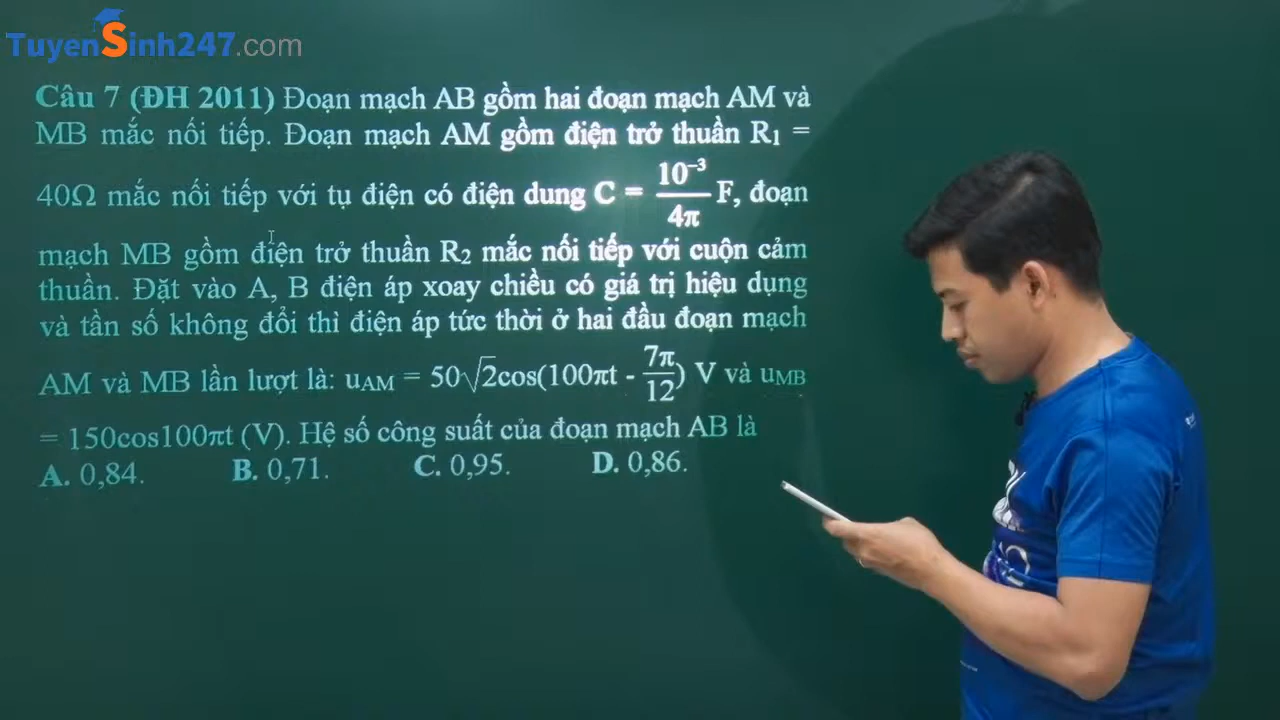 TuyenSinh247.com
Câu 7 (ĐH 2011) Đoạn mạch AB gồm hai đoạn mạch AM và
MB mắc nối tiếp. Đoạn mạch AM gồm điện trở thuần R₁ =
40Ω mắc nối tiếp với tụ điện có điện dung C = 10⁻³/4π F, đoạn
mạch MB gồm điện trở thuần R₂ mắc nối tiếp với cuộn cảm
thuần. Đặt vào A, B điện áp xoay chiều có giá trị hiệu dụng
và tần số không đổi thì điện áp tức thời ở hai đầu đoạn mạch
AM và MB lần lượt là: uAM = 50√2cos(100πt - 7π/12) V và uMB
= 150cos100πt (V). Hệ số công suất của đoạn mạch AB là
A. 0,84. B. 0,71. C. 0,95. D. 0,86.